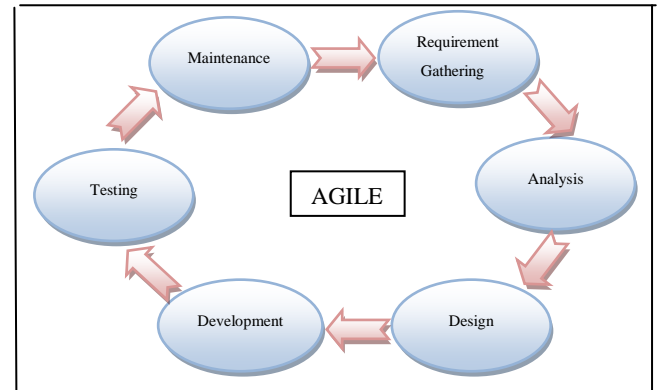 Maintenance
Requirement
Gathering
Testing
AGILE
Analysis
Development
Design